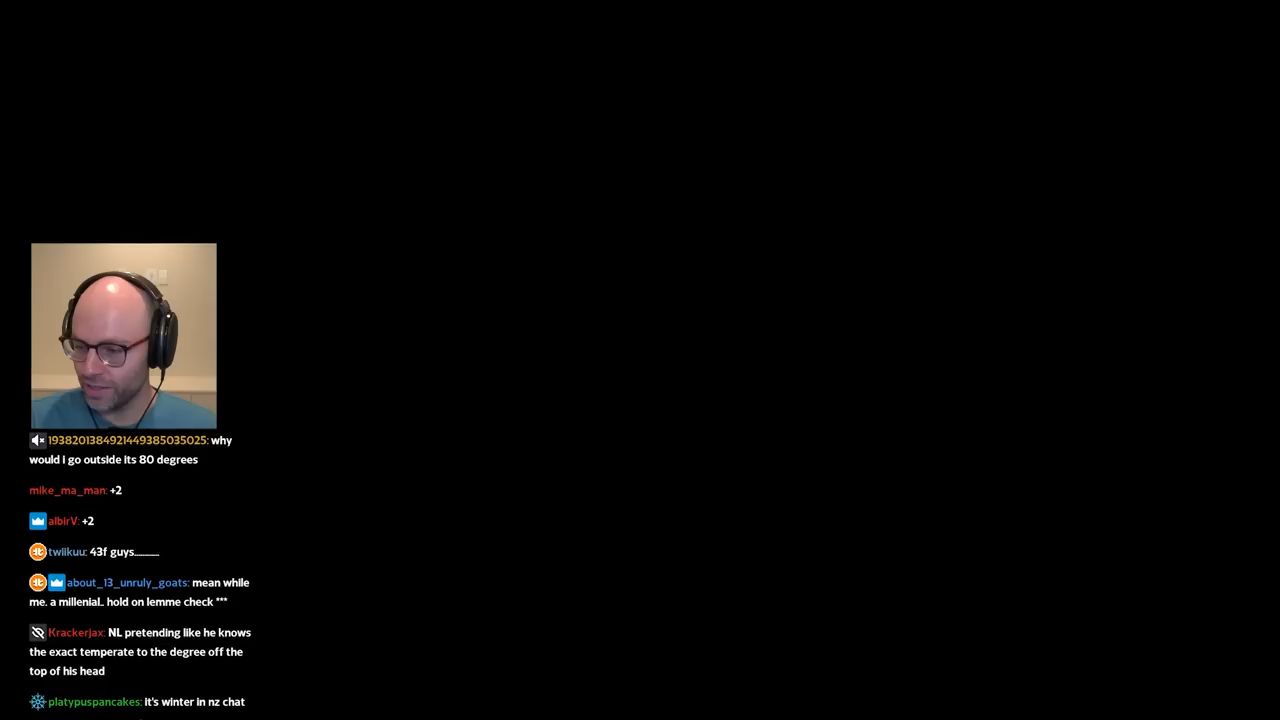 193820138492144938503502​5: why
would i go outside its 80 degrees
mike_ma_man: +2
albirV: +2
twiikuu: 43f guys............
about_13_unruly_goats: mean while
me. a millenial.. hold on lemme check ***
Krackerjax: NL pretending like he knows
the exact temperate to the degree off the
top of his head
platypuspancakes: it's winter in nz chat